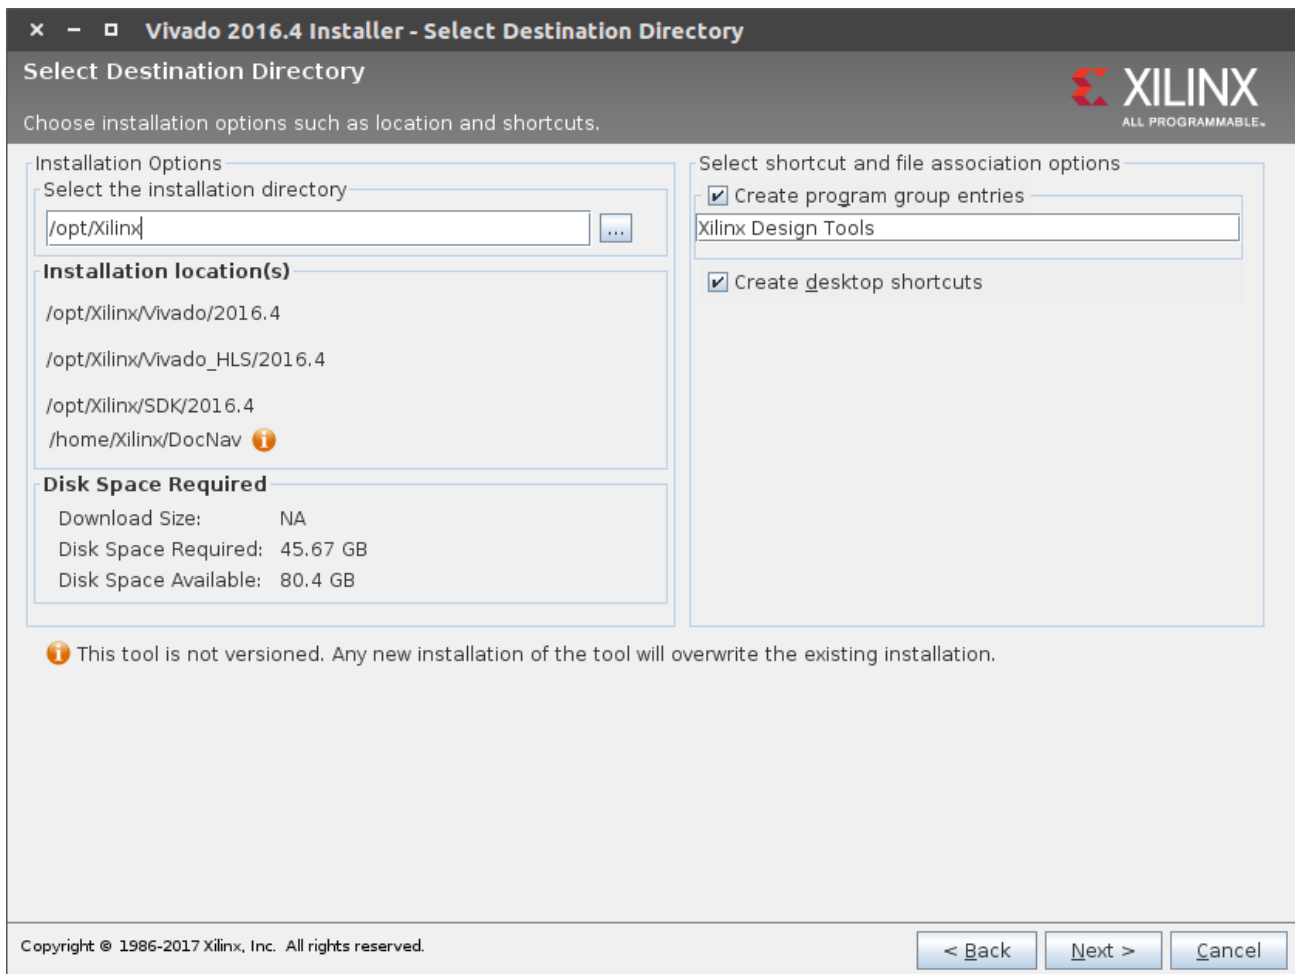 Vivado 2016.4 Installer - Select Destination Directory
Select Destination Directory
XILINX
ALL PROGRAMMABLE™
Choose installation options such as location and shortcuts.
Installation Options
Select the installation directory
/opt/Xilinx
...
Installation location(s)
/opt/Xilinx/Vivado/2016.4
/opt/Xilinx/Vivado_HLS/2016.4
/opt/Xilinx/SDK/2016.4
/home/Xilinx/DocNav
Disk Space Required
Download Size: NA
Disk Space Required: 45.67 GB
Disk Space Available: 80.4 GB
Select shortcut and file association options
Create program group entries
Xilinx Design Tools
Create desktop shortcuts
This tool is not versioned. Any new installation of the tool will overwrite the existing installation.
Copyright © 1986-2017 Xilinx, Inc. All rights reserved.
< Back
Next >
Cancel